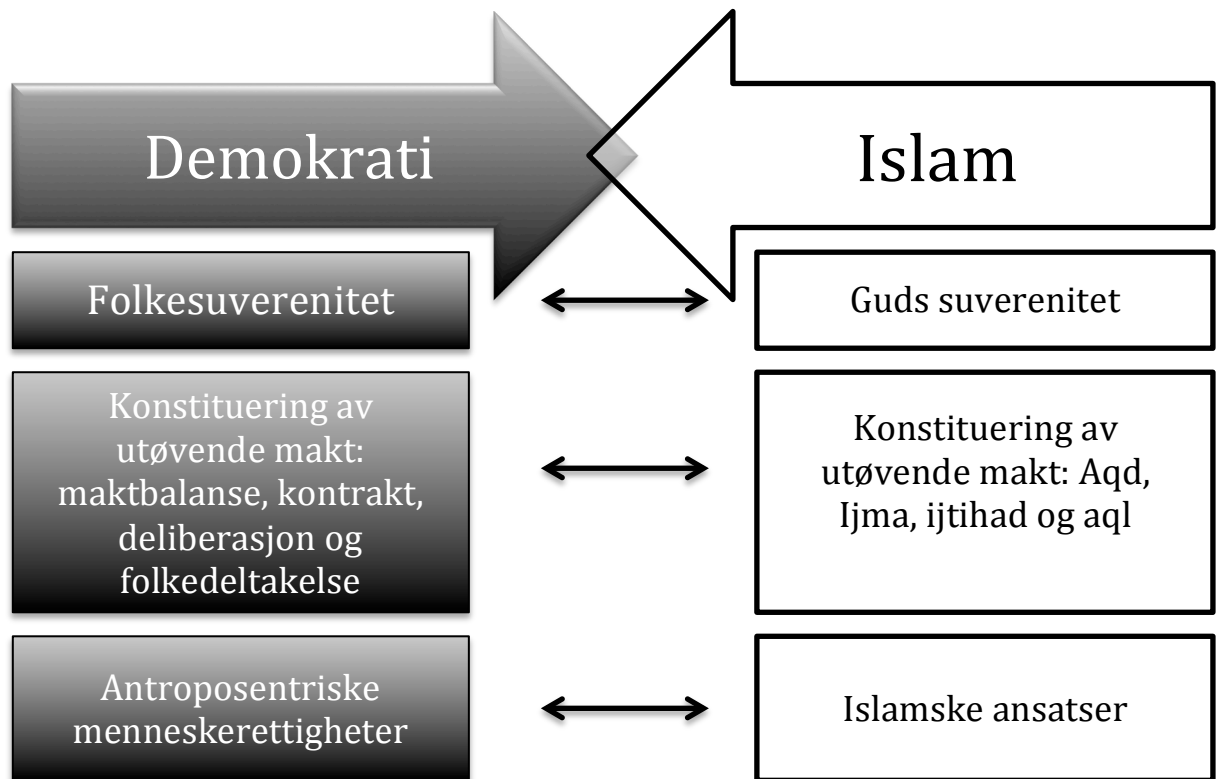 Demokrati
Islam
Folkesuverenitet
Guds suverenitet
Konstituering av
utøvende makt:
maktbalanse, kontrakt,
deliberasjon og
folkedeltakelse
Konstituering av
utøvende makt: Aqd,
Ijma, ijtihad og aql
Antroposentriske
menneskerettigheter
Islamske ansatser